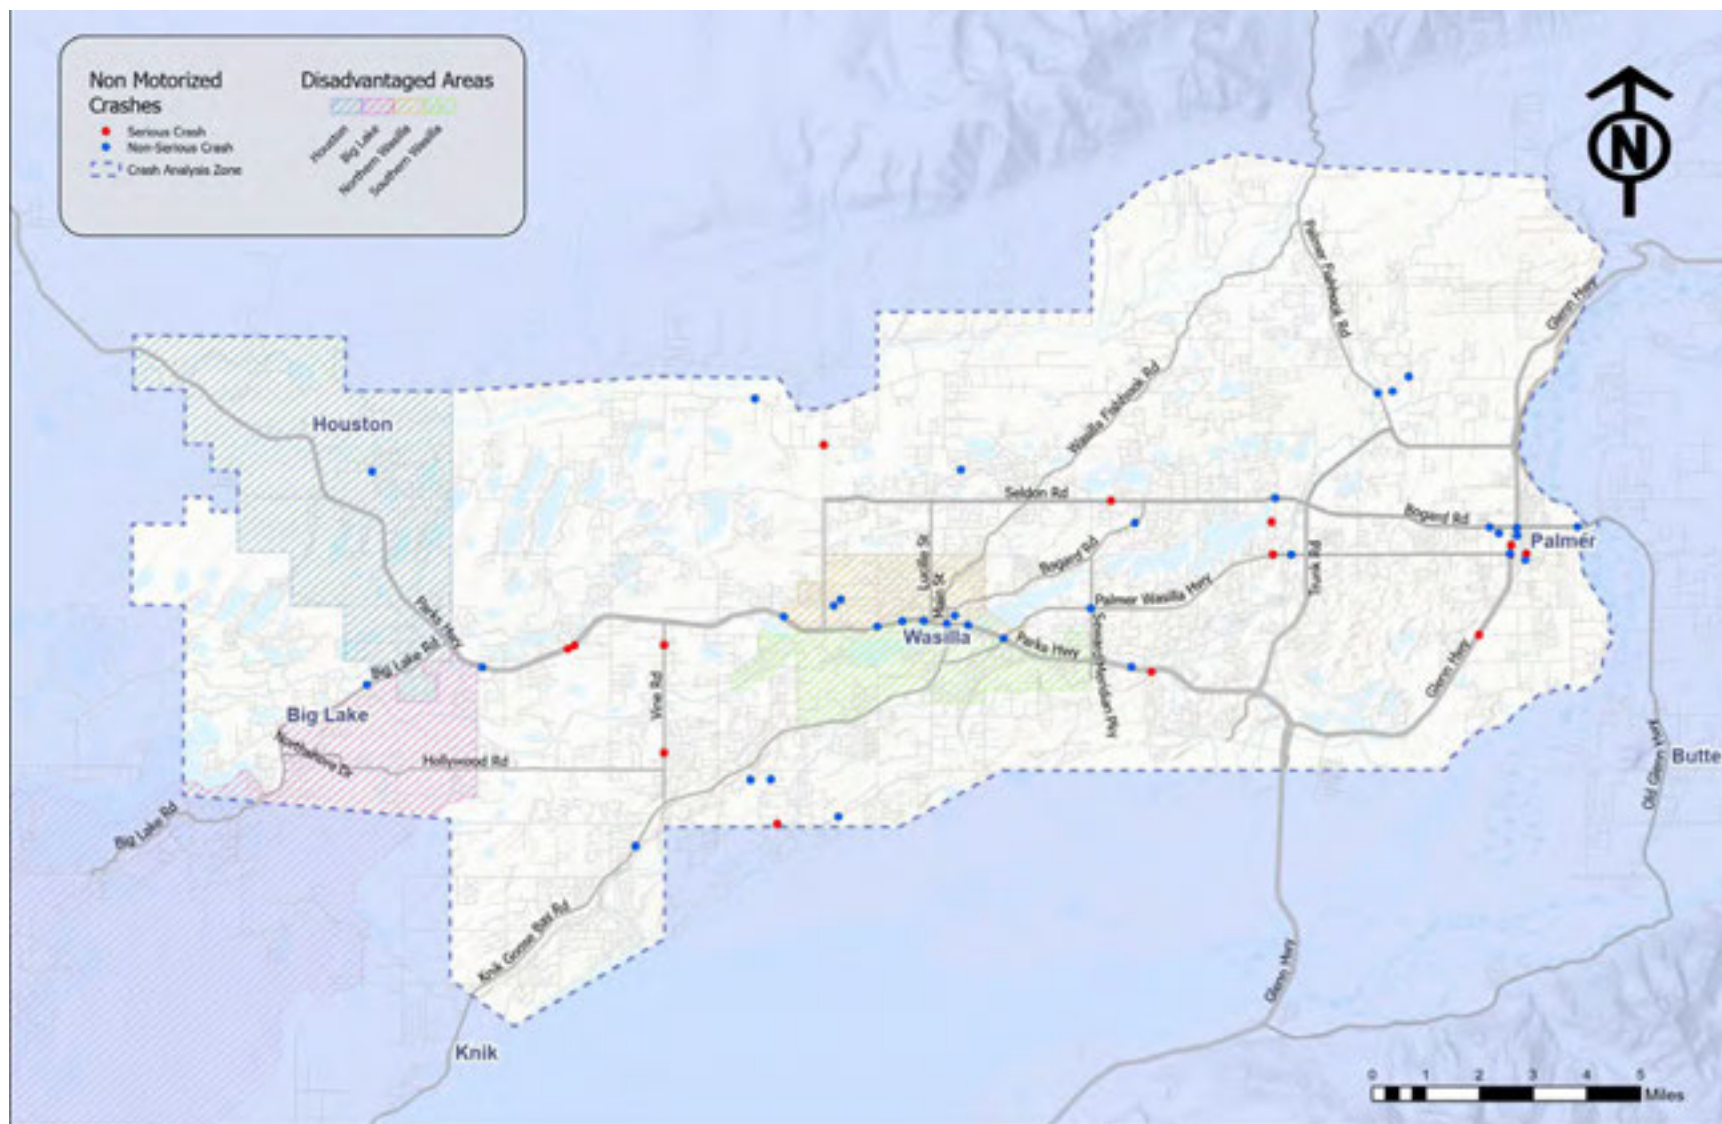 Non Motorized
Crashes
Serious Crash
Non-Serious Crash
Crash Analysis Zone
Disadvantaged Areas
Houston
Big Lake
Northern Wasilla
Southern Wasilla
N
Palmer Fishhook Rd
Glenn Hwy
Wasilla Fishhook Rd
Houston
Seldon Rd
Bogard Rd
Palmer
Lucille St
Main St
Bogard Rd
Trunk Rd
Palmer Wasilla Hwy
Parks Hwy
Wasilla
Parks Hwy
Seward Meridian Pkwy
Big Lake Rd
Glenn Hwy
Vine Rd
Big Lake
Northshore Dr
Hollywood Rd
Old Glenn Hwy
Butte
Big Lake Rd
Knik Goose Bay Rd
Glenn Hwy
Knik
0 1 2 3 4 5
Miles